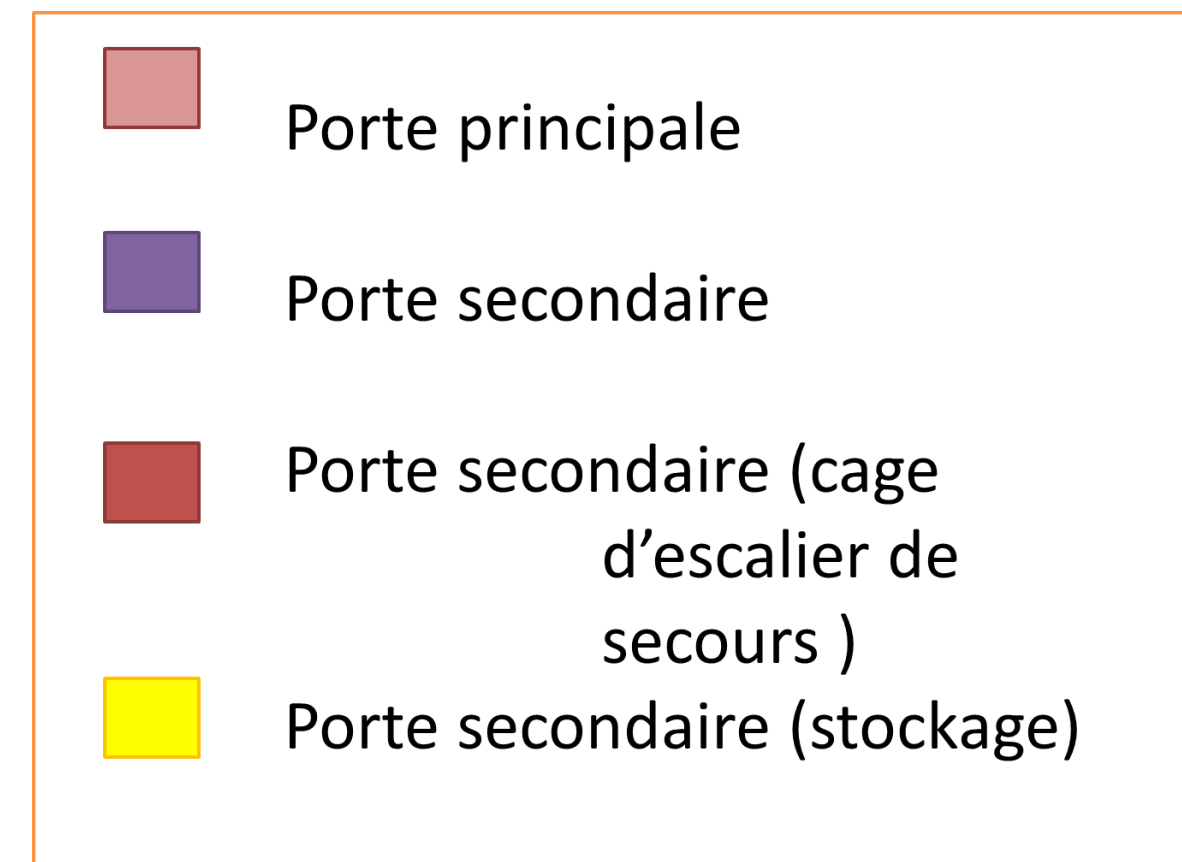 Porte principale
Porte secondaire
Porte secondaire (cage
d’escalier de
secours )
Porte secondaire (stockage)